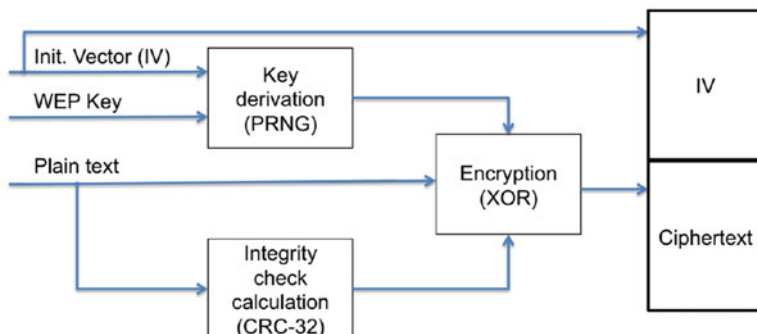 Init. Vector (IV)
WEP Key
Plain text
Key
derivation
(PRNG)
Integrity
check
calculation
(CRC-32)
Encryption
(XOR)
IV
Ciphertext